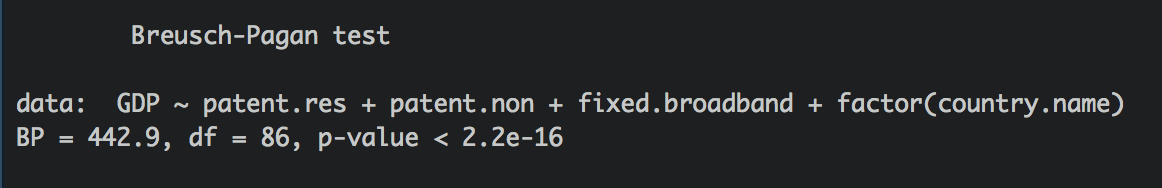 Breusch-Pagan test
data:  GDP ~ patent.res + patent.non + fixed.broadband + factor(country.name)
BP = 442.9, df = 86, p-value < 2.2e-16